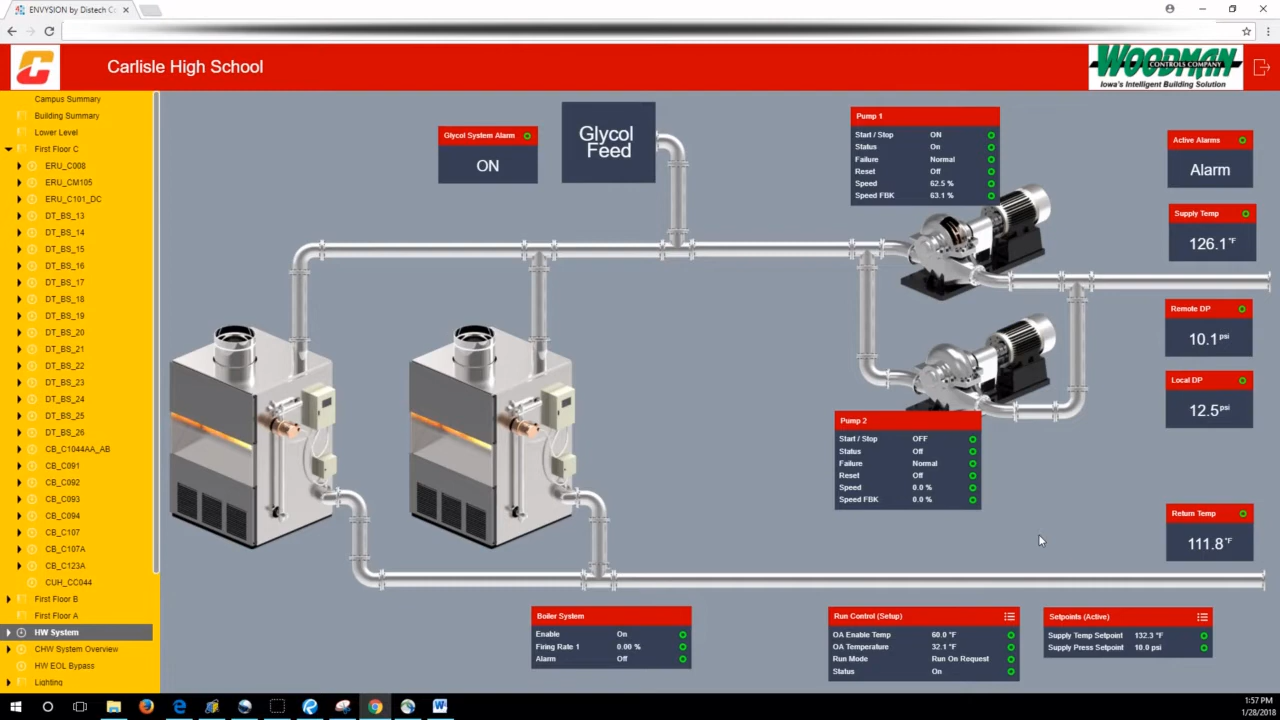 ENVYSION by Distech Co
Carlisle High School
WOODMAN
CONTROLS COMPANY
Iowa's Intelligent Building Solution
Campus Summary
Building Summary
Lower Level
First Floor C
ERU_C008
ERU_CM105
ERU_C101_DC
DT_BS_13
DT_BS_14
DT_BS_15
DT_BS_16
DT_BS_17
DT_BS_18
DT_BS_19
DT_BS_20
DT_BS_21
DT_BS_22
DT_BS_23
DT_BS_24
DT_BS_25
DT_BS_26
CB_C1044AA_AB
CB_C091
CB_C092
CB_C093
CB_C094
CB_C107
CB_C107A
CB_C123A
CUH_CC044
First Floor B
First Floor A
HW System
CHW System Overview
HW EOL Bypass
Lighting
Glycol System Alarm
ON
Glycol
Feed
Pump 1
Start / Stop ON
Status On
Failure Normal
Reset Off
Speed 62.5 %
Speed FBK 63.1 %
Active Alarms
Alarm
Supply Temp
126.1°F
Remote DP
10.1psi
Local DP
12.5psi
Pump 2
Start / Stop OFF
Status Off
Failure Normal
Reset Off
Speed 0.0 %
Speed FBK 0.0 %
Return Temp
111.8°F
Boiler System
Enable On
Firing Rate 1 0.00 %
Alarm Off
Run Control (Setup)
OA Enable Temp 60.0 °F
OA Temperature 32.1 °F
Run Mode Run On Request
Status On
Setpoints (Active)
Supply Temp Setpoint 132.3 °F
Supply Press Setpoint 10.0 psi
1:57 PM
1/28/2018